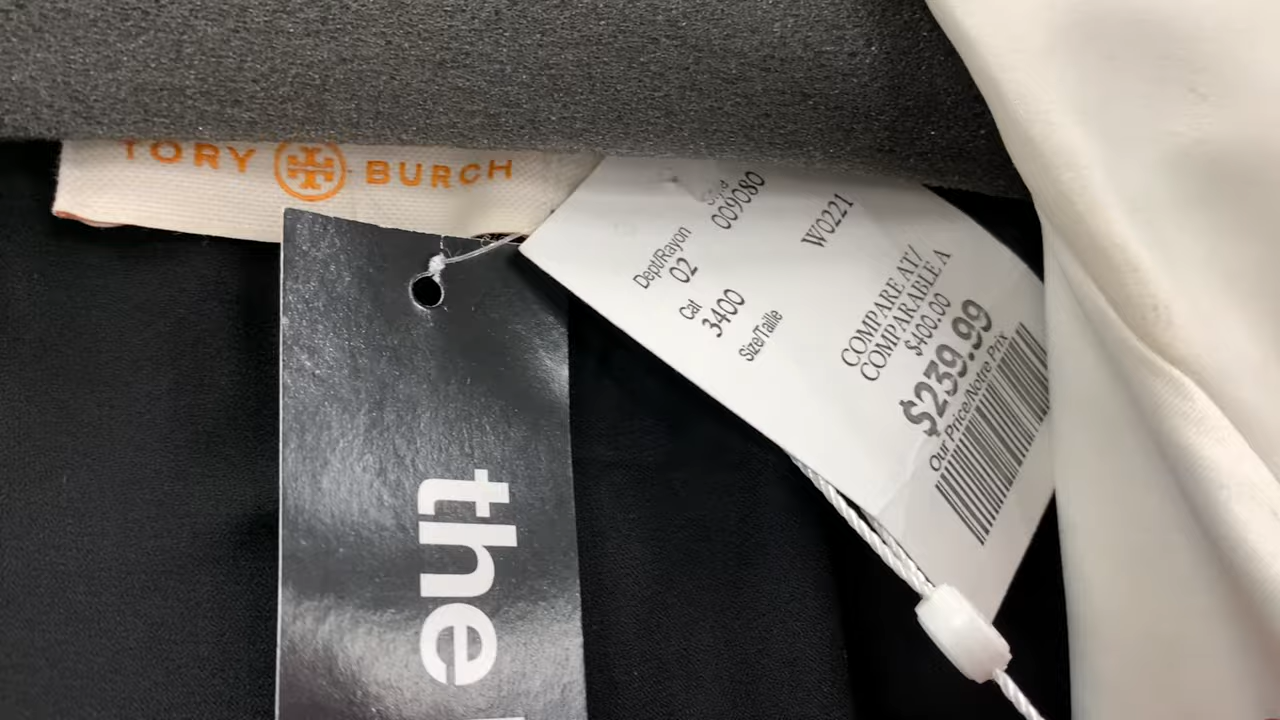 TORY BURCH
009080
Dept/Rayon
02
W0221
Cat
3400
Size/Taille
COMPARE AT/
COMPARABLE A
$400.00
$239.99
Our Price/Notre Prix
the